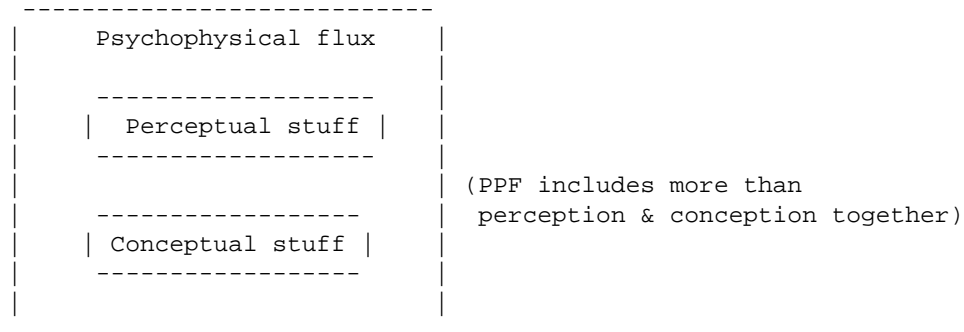 Psychophysical flux
Perceptual stuff
(PPF includes more than
perception & conception together)
Conceptual stuff